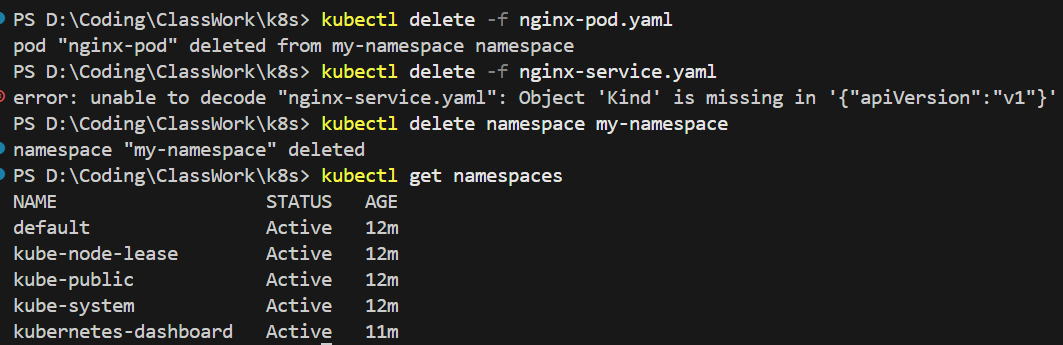 PS D:\Coding\ClassWork\k8s> kubectl delete -f nginx-pod.yaml
pod "nginx-pod" deleted from my-namespace namespace
PS D:\Coding\ClassWork\k8s> kubectl delete -f nginx-service.yaml
error: unable to decode "nginx-service.yaml": Object 'Kind' is missing in '{"apiVersion":"v1"}'
PS D:\Coding\ClassWork\k8s> kubectl delete namespace my-namespace
namespace "my-namespace" deleted
PS D:\Coding\ClassWork\k8s> kubectl get namespaces
NAME                   STATUS   AGE
default                Active   12m
kube-node-lease        Active   12m
kube-public            Active   12m
kube-system            Active   12m
kubernetes-dashboard   Active   11m